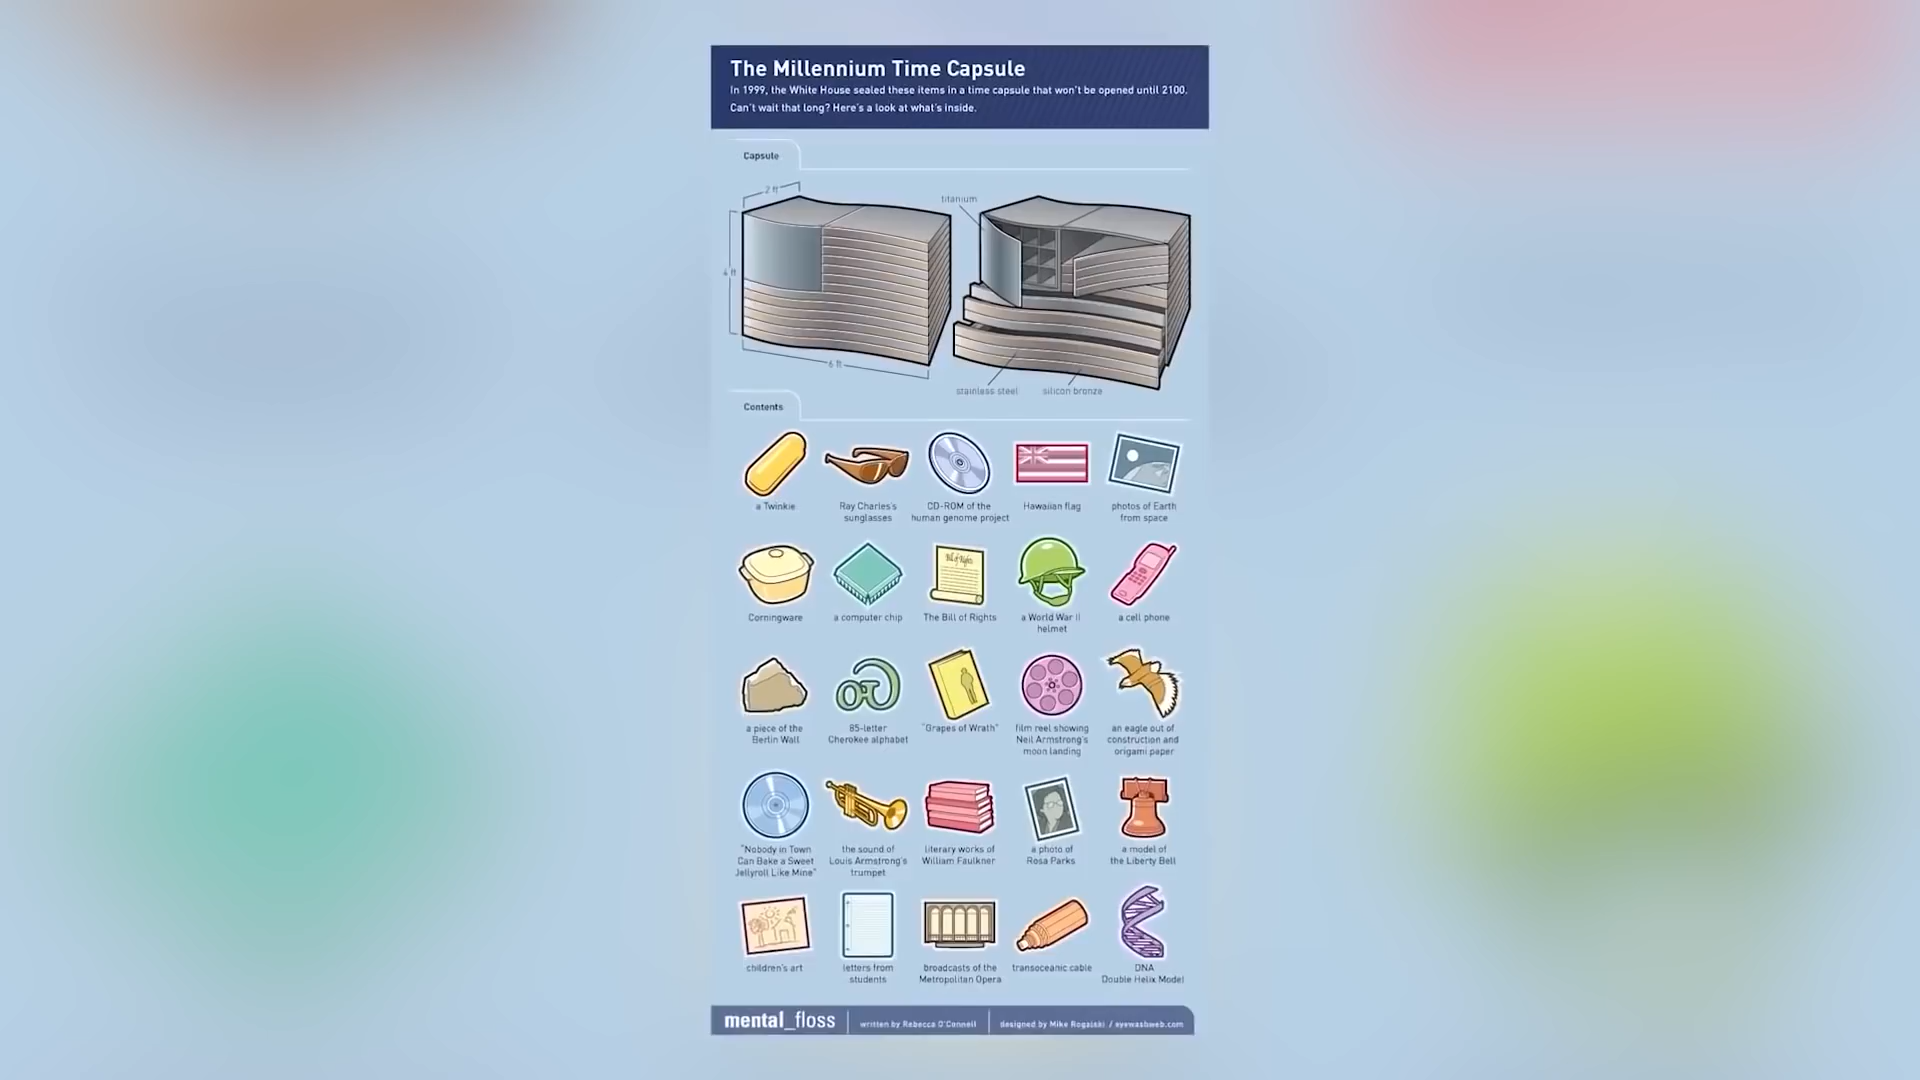 The Millennium Time Capsule
In 1999, the White House sealed these items in a time capsule that won't be opened until 2100.
Can't wait that long? Here's a look at what's inside.
Capsule
2 ft
titanium
4 ft
6 ft
stainless steel
silicon bronze
Contents
a Twinkie
Ray Charles's
sunglasses
CD-ROM of the
human genome project
Hawaiian flag
photos of Earth
from space
Bill of Rights
Corningware
a computer chip
The Bill of Rights
a World War II
helmet
a cell phone
a piece of the
Berlin Wall
85-letter
Cherokee alphabet
"Grapes of Wrath"
film reel showing
Neil Armstrong's
moon landing
an eagle out of
construction and
origami paper
"Nobody in Town
Can Bake a Sweet
Jellyroll Like Mine"
the sound of
Louis Armstrong's
trumpet
literary works of
William Faulkner
a photo of
Rosa Parks
a model of
the Liberty Bell
children's art
letters from
students
broadcasts of the
Metropolitan Opera
transoceanic cable
DNA
Double Helix Model
mental_floss
written by Rebecca O'Connell
designed by Mike Rogalski / eyewashweb.com